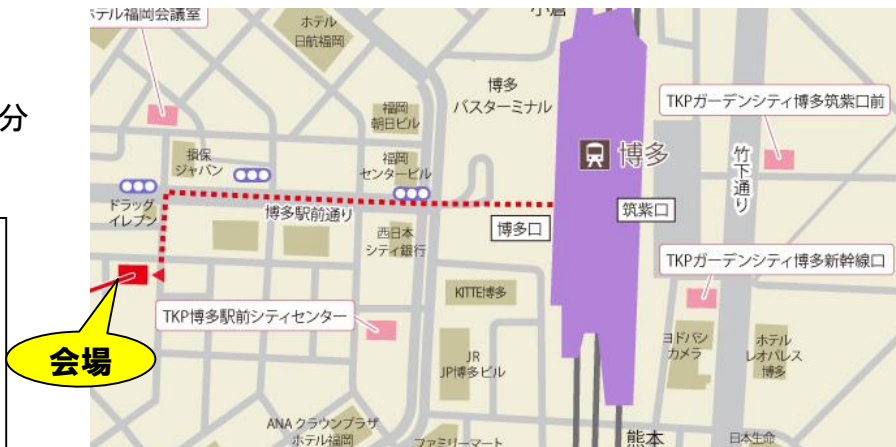 ホテル福岡会議室
ホテル
日航福岡
小倉
分
博多
バスターミナル
福岡
朝日ビル
TKPガーデンシティ博多筑紫口前
博多
損保
ジャパン
福岡
センタービル
竹下通り
ドラッグ
イレブン
博多駅前通り
博多口
筑紫口
西日本
シティ銀行
TKPガーデンシティ博多新幹線口
KITTE博多
TKP博多駅前シティセンター
会場
JR
JP博多ビル
ヨドバシ
カメラ
ホテル
レオパレス
博多
ANA クラウンプラザ
ホテル福岡
ファミリーマート
熊本
日本生命